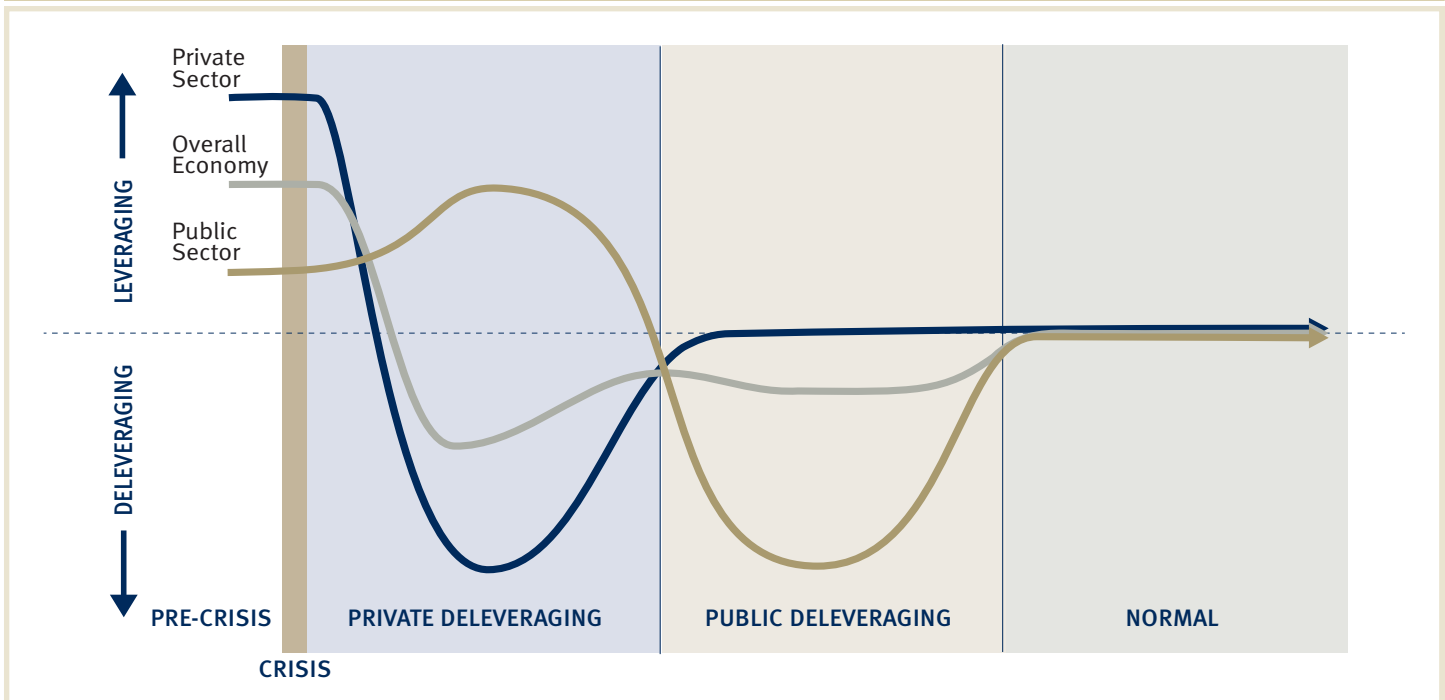 Private
Sector
Overall
Economy
Public
Sector
LEVERAGING
DELEVERAGING
PRE-CRISIS
PRIVATE DELEVERAGING
PUBLIC DELEVERAGING
NORMAL
CRISIS